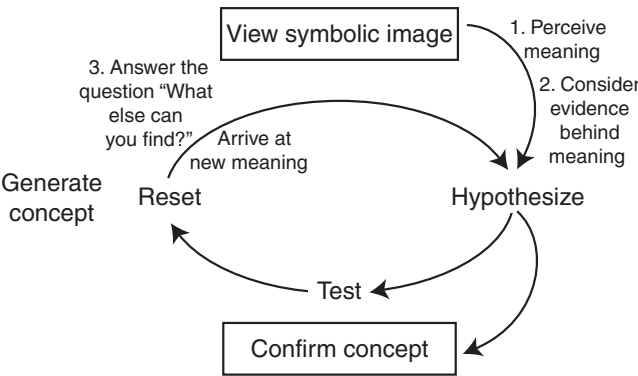 View symbolic image
1. Perceive
meaning
2. Consider
evidence
behind
meaning
3. Answer the
question “What
else can
you find?”
Arrive at
new meaning
Generate
concept
Reset
Hypothesize
Test
Confirm concept